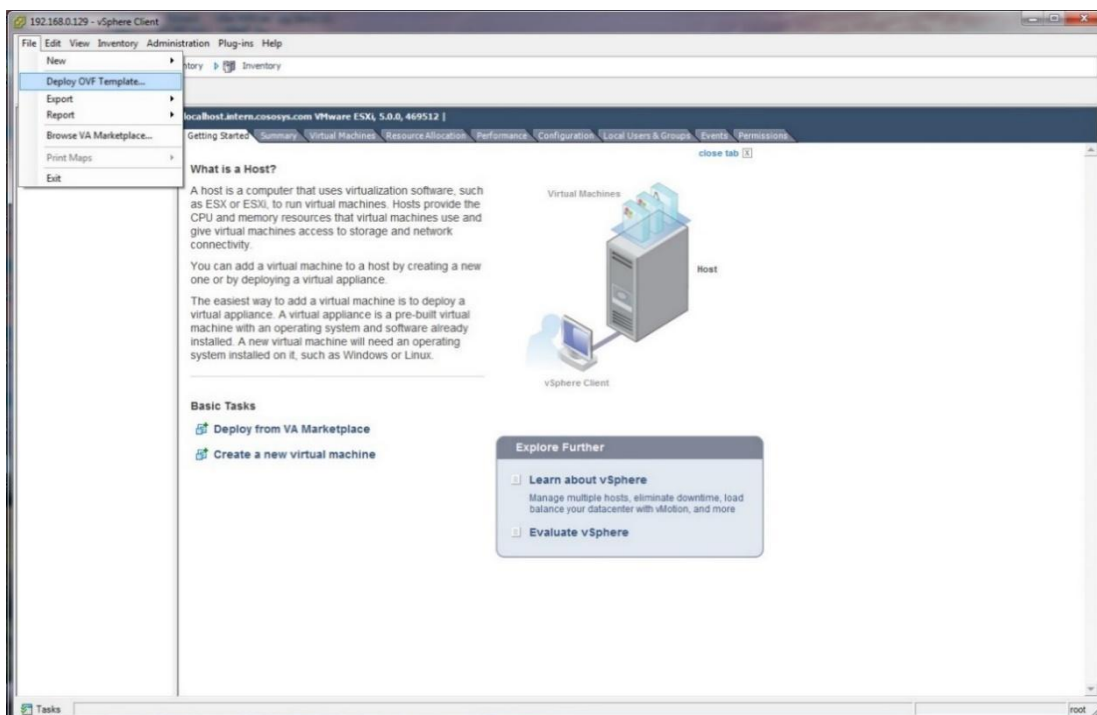 192.168.0.129 - vSphere Client
File Edit View Inventory Administration Plug-ins Help
New
ntory Inventory
Deploy OVF Template...
Export
Report
Browse VA Marketplace...
Print Maps
Exit
localhost.intern.cososys.com VMware ESXi, 5.0.0, 469512 |
Getting Started Summary Virtual Machines Resource Allocation Performance Configuration Local Users & Groups Events Permissions
close tab X
What is a Host?
A host is a computer that uses virtualization software, such
as ESX or ESXi, to run virtual machines. Hosts provide the
CPU and memory resources that virtual machines use and
give virtual machines access to storage and network
connectivity.
You can add a virtual machine to a host by creating a new
one or by deploying a virtual appliance.
The easiest way to add a virtual machine is to deploy a
virtual appliance. A virtual appliance is a pre-built virtual
machine with an operating system and software already
installed. A new virtual machine will need an operating
system installed on it, such as Windows or Linux.
Virtual Machines
Host
vSphere Client
Basic Tasks
Deploy from VA Marketplace
Create a new virtual machine
Explore Further
Learn about vSphere
Manage multiple hosts, eliminate downtime, load
balance your datacenter with vMotion, and more
Evaluate vSphere
Tasks
root